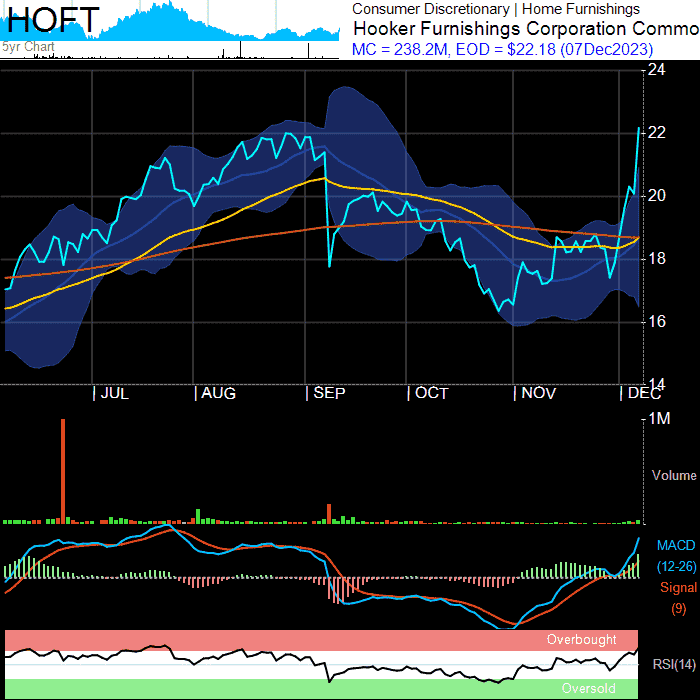 HOFT
5yr Chart
Consumer Discretionary | Home Furnishings
Hooker Furnishings Corporation Commo
MC = 238.2M, EOD = $22.18 (07Dec2023)
24
22
20
18
16
14
| JUL | AUG | SEP | OCT | NOV | DEC
1M
Volume
MACD
(12-26)
Signal
(9)
Overbought
RSI(14)
Oversold